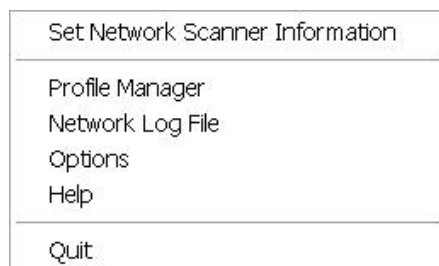 Set Network Scanner Information
Profile Manager
Network Log File
Options
Help
Quit